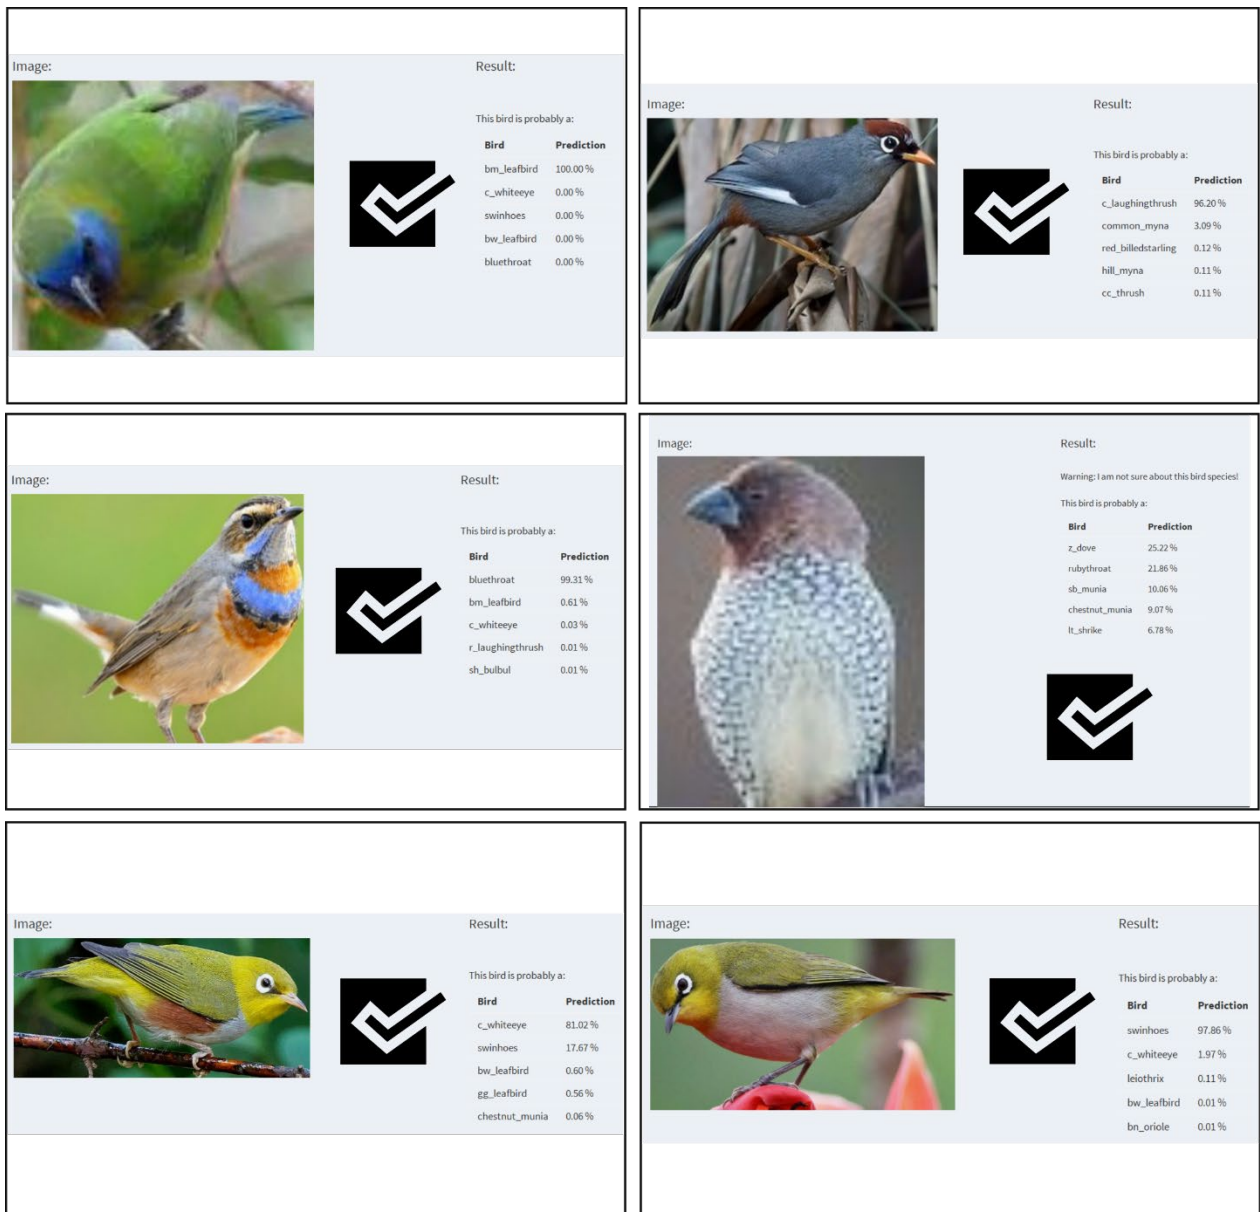 Image:
Result:
This bird is probably a:
Bird Prediction
bm_leafbird 100.00 %
c_whiteeye 0.00 %
swinhoes 0.00 %
bw_leafbird 0.00 %
bluethroat 0.00 %
Image:
Result:
This bird is probably a:
Bird Prediction
c_laughingthrush 96.20 %
common_myna 3.09 %
red_billedstarling 0.12 %
hill_myna 0.11 %
cc_thrush 0.11 %
Image:
Result:
This bird is probably a:
Bird Prediction
bluethroat 99.31 %
bm_leafbird 0.61 %
c_whiteeye 0.03 %
r_laughingthrush 0.01 %
sh_bulbul 0.01 %
Image:
Result:
Warning: I am not sure about this bird species!
This bird is probably a:
Bird Prediction
z_dove 25.22 %
rubythroat 21.86 %
sb_munia 10.06 %
chestnut_munia 9.07 %
lt_shrike 6.78 %
Image:
Result:
This bird is probably a:
Bird Prediction
c_whiteeye 81.02 %
swinhoes 17.67 %
bw_leafbird 0.60 %
gg_leafbird 0.56 %
chestnut_munia 0.06 %
Image:
Result:
This bird is probably a:
Bird Prediction
swinhoes 97.86 %
c_whiteeye 1.97 %
leiothrix 0.11 %
bw_leafbird 0.01 %
bn_oriole 0.01 %